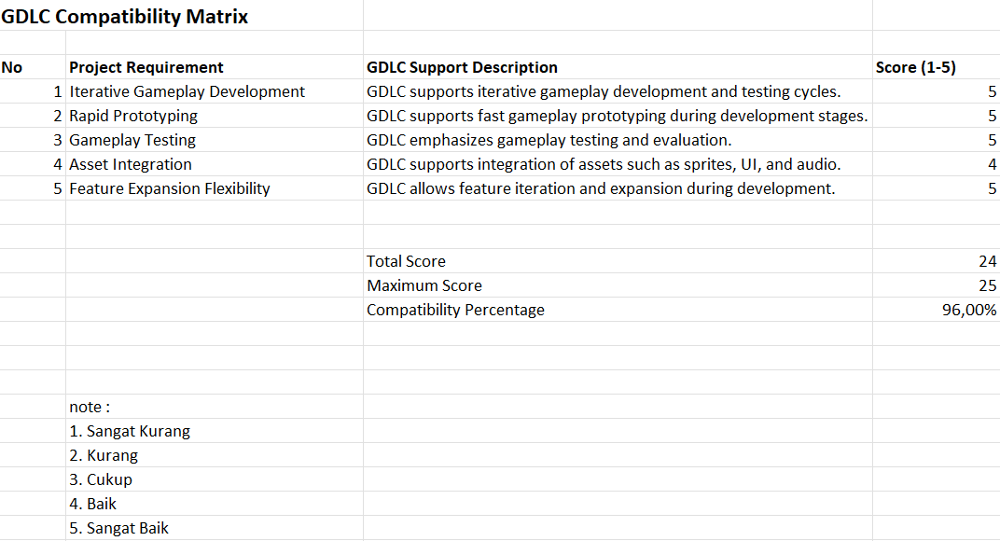 GDLC Compatibility Matrix
No Project Requirement GDLC Support Description Score (1-5)
1 Iterative Gameplay Development GDLC supports iterative gameplay development and testing cycles. 5
2 Rapid Prototyping GDLC supports fast gameplay prototyping during development stages. 5
3 Gameplay Testing GDLC emphasizes gameplay testing and evaluation. 5
4 Asset Integration GDLC supports integration of assets such as sprites, UI, and audio. 4
5 Feature Expansion Flexibility GDLC allows feature iteration and expansion during development. 5
Total Score 24
Maximum Score 25
Compatibility Percentage 96,00%
note :
1. Sangat Kurang
2. Kurang
3. Cukup
4. Baik
5. Sangat Baik